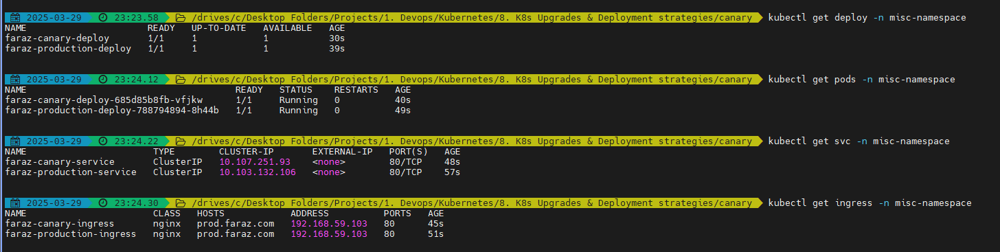 2025-03-29 23:23.58 /drives/c/Desktop Folders/Projects/1. Devops/Kubernetes/8. K8s Upgrades & Deployment strategies/canary kubectl get deploy -n misc-namespace
NAME READY UP-TO-DATE AVAILABLE AGE
faraz-canary-deploy 1/1 1 1 30s
faraz-production-deploy 1/1 1 1 39s
2025-03-29 23:24.12 /drives/c/Desktop Folders/Projects/1. Devops/Kubernetes/8. K8s Upgrades & Deployment strategies/canary kubectl get pods -n misc-namespace
NAME READY STATUS RESTARTS AGE
faraz-canary-deploy-685d85b8fb-vfjkw 1/1 Running 0 40s
faraz-production-deploy-788794894-8h44b 1/1 Running 0 49s
2025-03-29 23:24.22 /drives/c/Desktop Folders/Projects/1. Devops/Kubernetes/8. K8s Upgrades & Deployment strategies/canary kubectl get svc -n misc-namespace
NAME TYPE CLUSTER-IP EXTERNAL-IP PORT(S) AGE
faraz-canary-service ClusterIP 10.107.251.93 <none> 80/TCP 48s
faraz-production-service ClusterIP 10.103.132.106 <none> 80/TCP 57s
2025-03-29 23:24.30 /drives/c/Desktop Folders/Projects/1. Devops/Kubernetes/8. K8s Upgrades & Deployment strategies/canary kubectl get ingress -n misc-namespace
NAME CLASS HOSTS ADDRESS PORTS AGE
faraz-canary-ingress nginx prod.faraz.com 192.168.59.103 80 45s
faraz-production-ingress nginx prod.faraz.com 192.168.59.103 80 51s